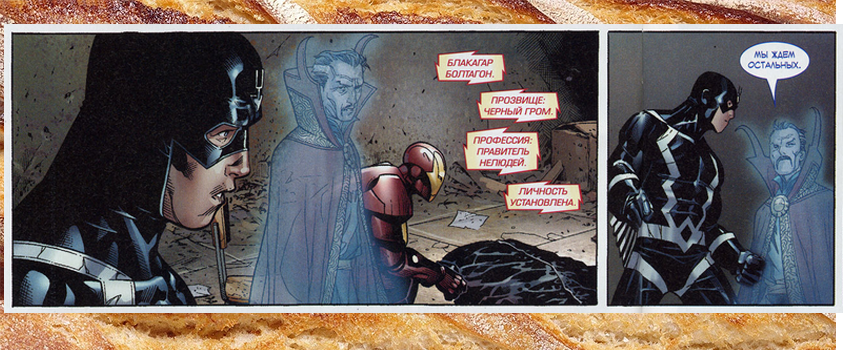 БЛАКАГАР
БОЛТАГОН.
ПРОЗВИЩЕ:
ЧЕРНЫЙ ГРОМ.
ПРОФЕССИЯ:
ПРАВИТЕЛЬ
НЕЛЮДЕЙ.
ЛИЧНОСТЬ
УСТАНОВЛЕНА.
МЫ ЖДЕМ
ОСТАЛЬНЫХ.